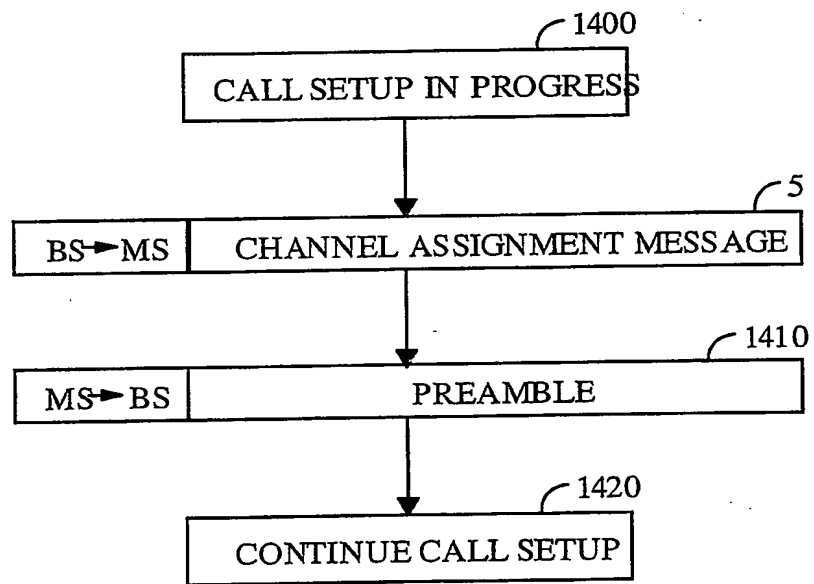 1400
CALL SETUP IN PROGRESS
5
BS MS CHANNEL ASSIGNMENT MESSAGE
1410
MS BS PREAMBLE
1420
CONTINUE CALL SETUP